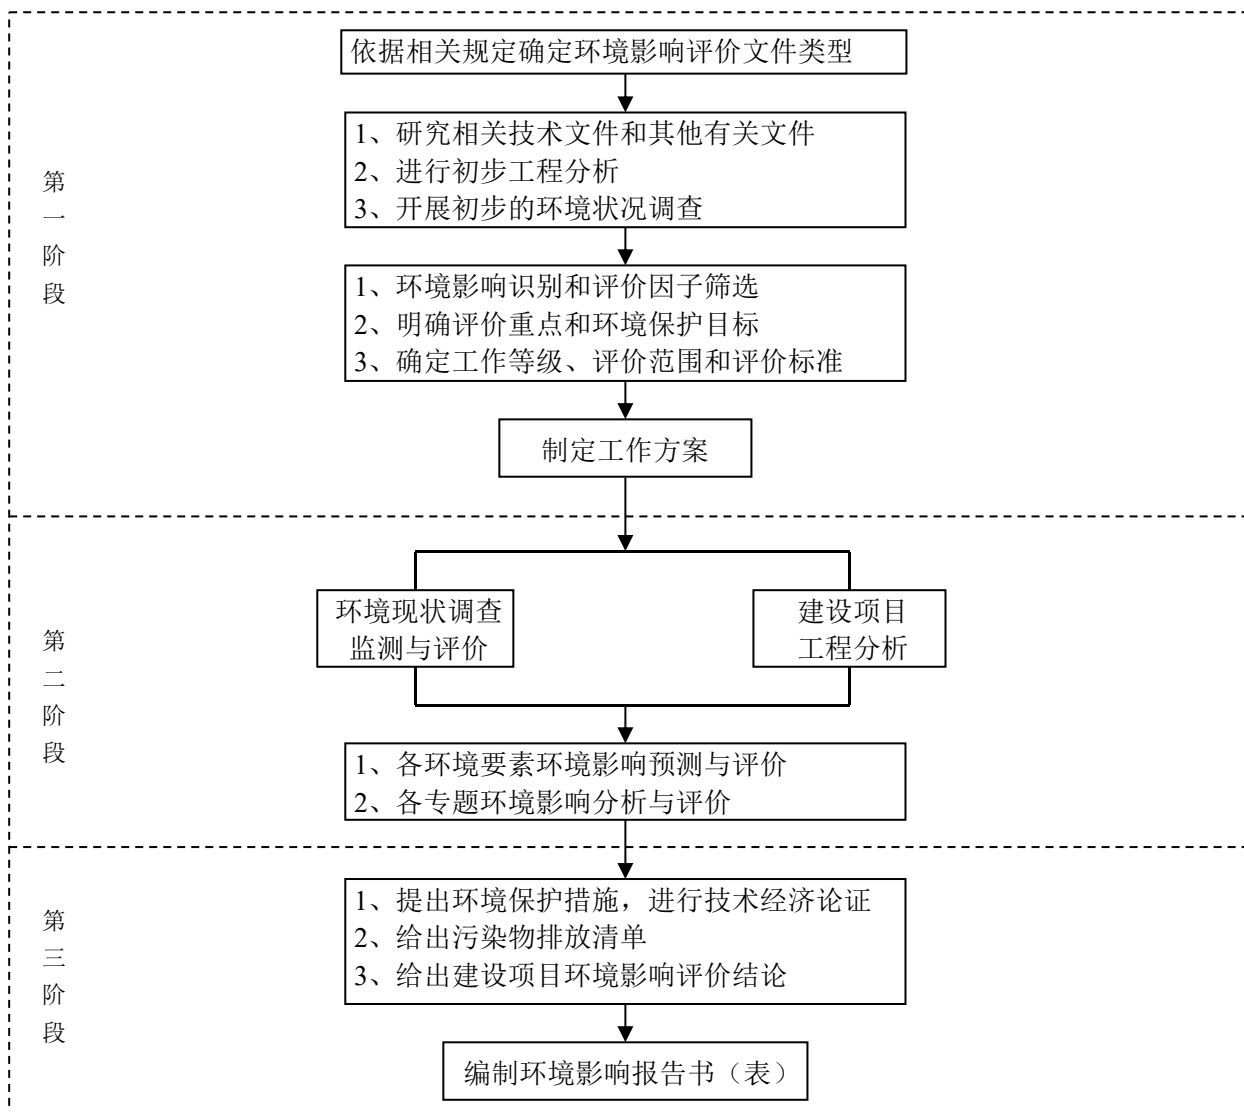 依据相关规定确定环境影响评价文件类型
1、研究相关技术文件和其他有关文件
2、进行初步工程分析
3、开展初步的环境状况调查
第
一
阶
段
1、环境影响识别和评价因子筛选
2、明确评价重点和环境保护目标
3、确定工作等级、评价范围和评价标准
制定工作方案
环境现状调查
监测与评价
建设项目
工程分析
第
二
阶
段
1、各环境要素环境影响预测与评价
2、各专题环境影响分析与评价
1、提出环境保护措施，进行技术经济论证
2、给出污染物排放清单
3、给出建设项目环境影响评价结论
第
三
阶
段
编制环境影响报告书（表）